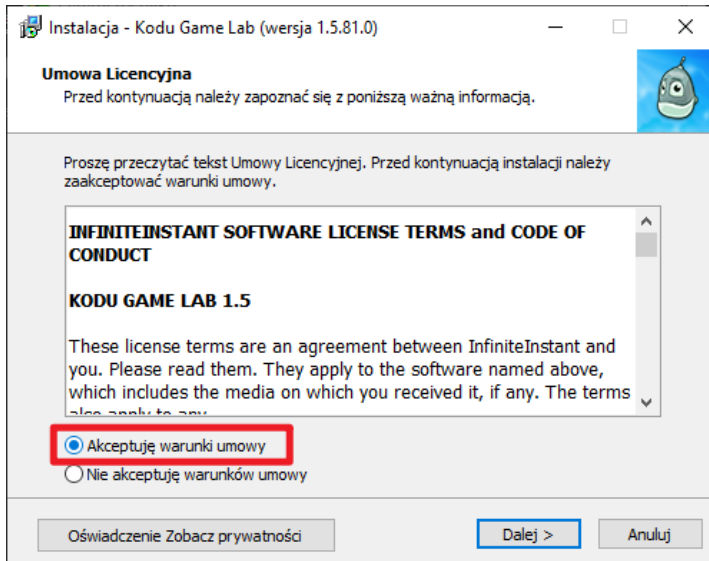 Instalacja - Kodu Game Lab (wersja 1.5.81.0)
Umowa Licencyjna
Przed kontynuacją należy zapoznać się z poniższą ważną informacją.
Proszę przeczytać tekst Umowy Licencyjnej. Przed kontynuacją instalacji należy
zaakceptować warunki umowy.
INFINITEINSTANT SOFTWARE LICENSE TERMS and CODE OF
CONDUCT
KODU GAME LAB 1.5
These license terms are an agreement between InfiniteInstant and
you. Please read them. They apply to the software named above,
which includes the media on which you received it, if any. The terms
also apply to any
Akceptuję warunki umowy
Nie akceptuję warunków umowy
Oświadczenie Zobacz prywatności
Dalej >
Anuluj